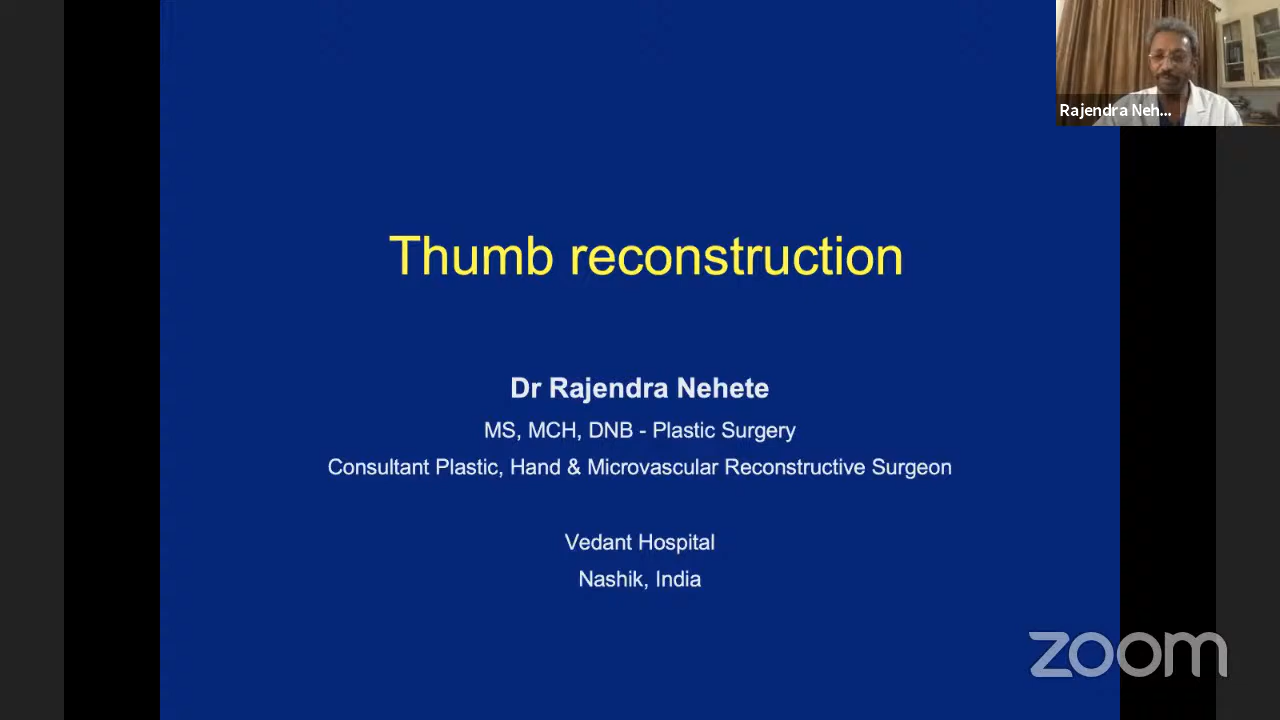 Rajendra Neh...
Thumb reconstruction
Dr Rajendra Nehete
MS, MCH, DNB - Plastic Surgery
Consultant Plastic, Hand & Microvascular Reconstructive Surgeon
Vedant Hospital
Nashik, India
zoom